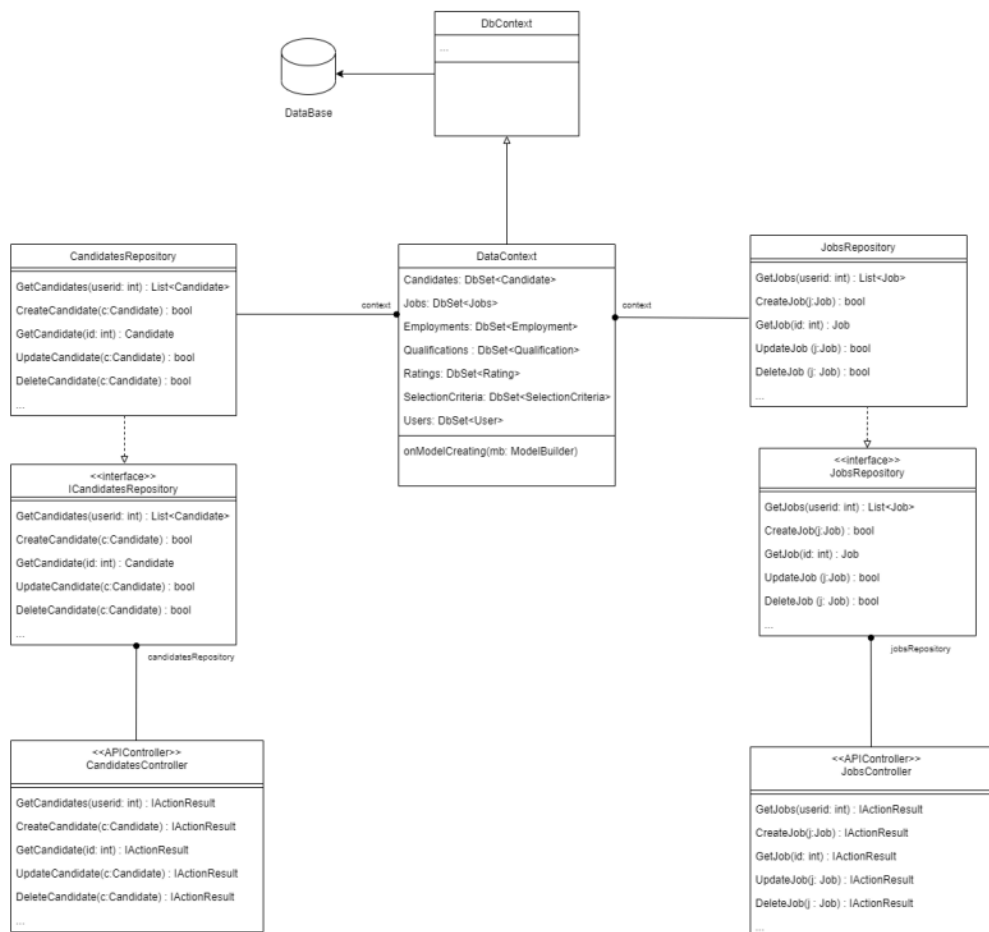 DbContext
...
DataBase
CandidatesRepository
GetCandidates(userid: int) : List<Candidate>
CreateCandidate(c:Candidate) : bool
GetCandidate(id: int) : Candidate
UpdateCandidate(c:Candidate) : bool
DeleteCandidate(c:Candidate) : bool
...
context
DataContext
Candidates: DbSet<Candidate>
Jobs: DbSet<Jobs>
Employments: DbSet<Employment>
Qualifications : DbSet<Qualification>
Ratings: DbSet<Rating>
SelectionCriteria: DbSet<SelectionCriteria>
Users: DbSet<User>
onModelCreating(mb: ModelBuilder)
context
JobsRepository
GetJobs(userid: int) : List<Job>
CreateJob(j:Job) : bool
GetJob(id: int) : Job
UpdateJob (j:Job) : bool
DeleteJob (j: Job) : bool
...
<<interface>>
ICandidatesRepository
GetCandidates(userid: int) : List<Candidate>
CreateCandidate(c:Candidate) : bool
GetCandidate(id: int) : Candidate
UpdateCandidate(c:Candidate) : bool
DeleteCandidate(c:Candidate) : bool
...
candidatesRepository
<<interface>>
JobsRepository
GetJobs(userid: int) : List<Job>
CreateJob(j:Job) : bool
GetJob(id: int) : Job
UpdateJob (j:Job) : bool
DeleteJob (j: Job) : bool
...
jobsRepository
<<APIController>>
CandidatesController
GetCandidates(userid: int) : IActionResult
CreateCandidate(c:Candidate) : IActionResult
GetCandidate(id: int) : IActionResult
UpdateCandidate(c:Candidate) : IActionResult
DeleteCandidate(c:Candidate) : IActionResult
...
<<APIController>>
JobsController
GetJobs(userid: int) : IActionResult
CreateJob(j:Job) : IActionResult
GetJob(id: int) : IActionResult
UpdateJob(j: Job) : IActionResult
DeleteJob(j : Job) : IActionResult
...